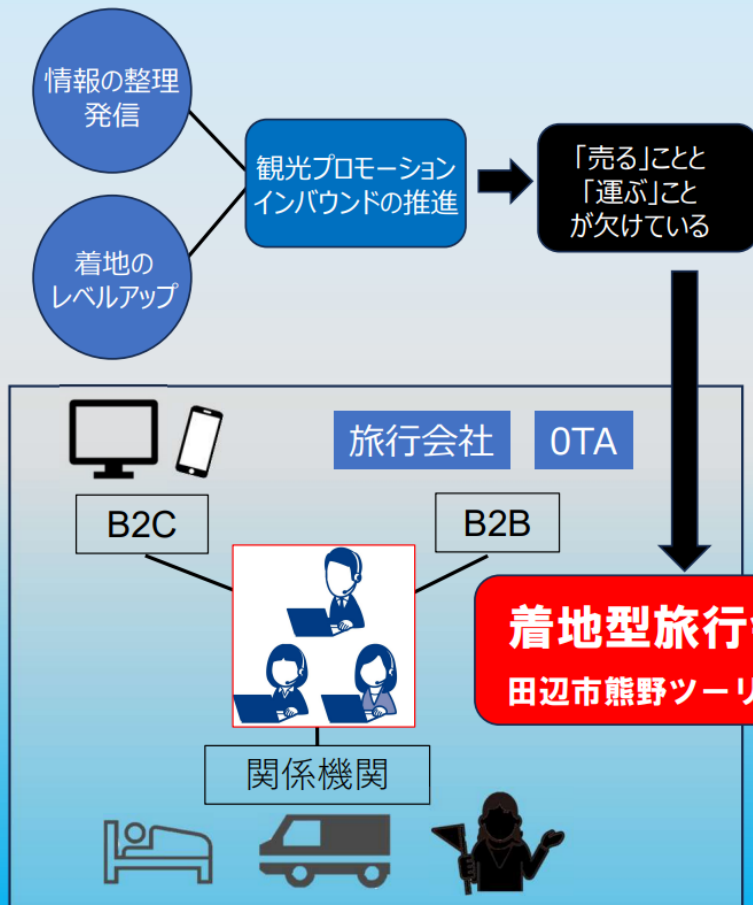 情報の整理
発信
観光プロモーション
インバウンドの推進
「売る」ことと
「運ぶ」こと
が欠けている
着地の
レベルアップ
旅行会社
0TA
B2C
B2B
着地型旅行
田辺市熊野ツーリ
関係機関